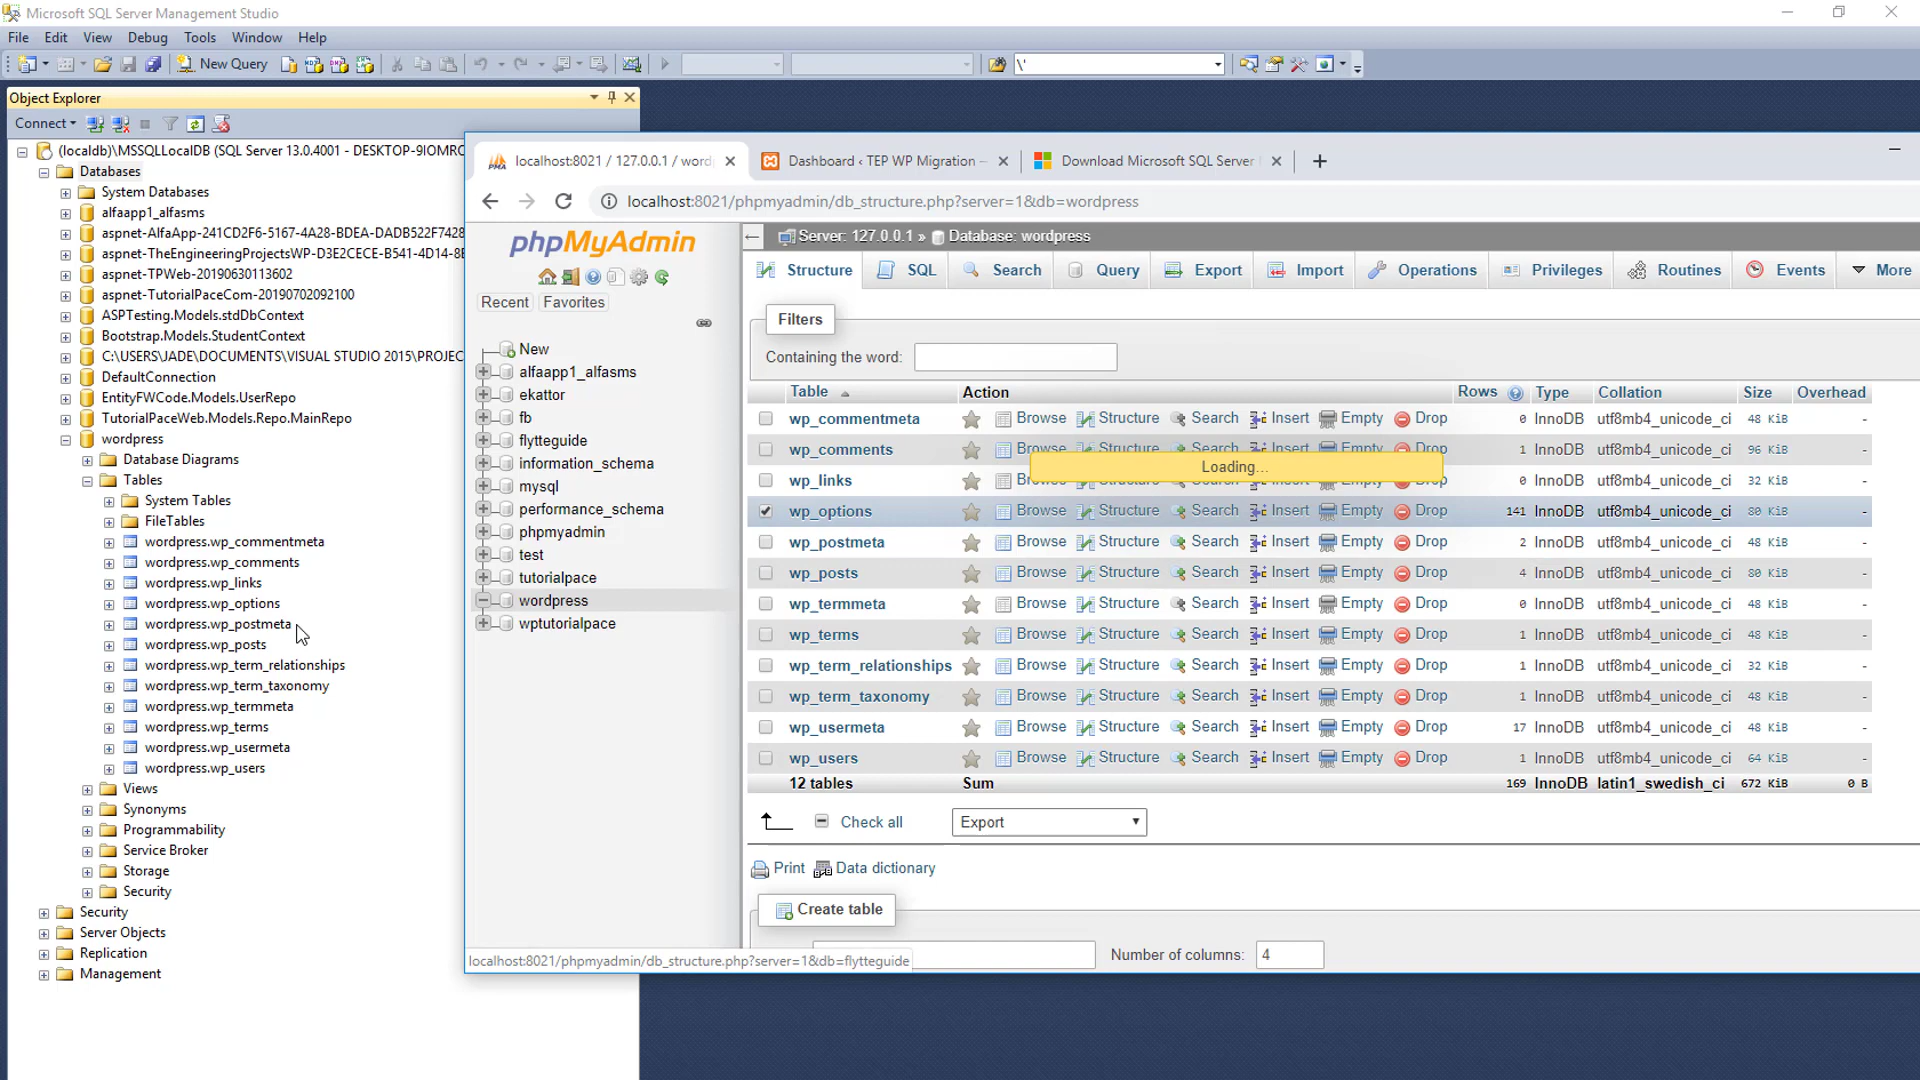 Microsoft SQL Server Management Studio
File Edit View Debug Tools Window Help
New Query
\'
Object Explorer
Connect
(localdb)\MSSQLLocalDB (SQL Server 13.0.4001 - DESKTOP-9IOMRC
Databases
System Databases
alfaapp1_alfasms
aspnet-AlfaApp-241CD2F6-5167-4A28-BDEA-DADB522F7428
aspnet-TheEngineeringProjectsWP-D3E2CECE-B541-4D14-8E
aspnet-TPWeb-20190630113602
aspnet-TutorialPaceCom-20190702092100
ASPTesting.Models.stdDbContext
Bootstrap.Models.StudentContext
C:\USERS\JADE\DOCUMENTS\VISUAL STUDIO 2015\PROJEC
DefaultConnection
EntityFWCode.Models.UserRepo
TutorialPaceWeb.Models.Repo.MainRepo
wordpress
Database Diagrams
Tables
System Tables
FileTables
wordpress.wp_commentmeta
wordpress.wp_comments
wordpress.wp_links
wordpress.wp_options
wordpress.wp_postmeta
wordpress.wp_posts
wordpress.wp_term_relationships
wordpress.wp_term_taxonomy
wordpress.wp_termmeta
wordpress.wp_terms
wordpress.wp_usermeta
wordpress.wp_users
Views
Synonyms
Programmability
Service Broker
Storage
Security
Security
Server Objects
Replication
Management
PMA localhost:8021 / 127.0.0.1 / word
Dashboard ‹ TEP WP Migration –
Download Microsoft SQL Server
localhost:8021/phpmyadmin/db_structure.php?server=1&db=wordpress
phpMyAdmin
Recent Favorites
New
alfaapp1_alfasms
ekattor
fb
flytteguide
information_schema
mysql
performance_schema
phpmyadmin
test
tutorialpace
wordpress
wptutorialpace
Server: 127.0.0.1 » Database: wordpress
Structure SQL Search Query Export Import Operations Privileges Routines Events More
Filters
Containing the word:
Table Action Rows Type Collation Size Overhead
wp_commentmeta Browse Structure Search Insert Empty Drop 0 InnoDB utf8mb4_unicode_ci 48 KiB -
wp_comments Browse Structure Search Insert Empty Drop 1 InnoDB utf8mb4_unicode_ci 96 KiB -
Loading...
wp_links Browse Drop 0 InnoDB utf8mb4_unicode_ci 32 KiB -
wp_options Browse Structure Search Insert Empty Drop 141 InnoDB utf8mb4_unicode_ci 80 KiB -
wp_postmeta Browse Structure Search Insert Empty Drop 2 InnoDB utf8mb4_unicode_ci 48 KiB -
wp_posts Browse Structure Search Insert Empty Drop 4 InnoDB utf8mb4_unicode_ci 80 KiB -
wp_termmeta Browse Structure Search Insert Empty Drop 0 InnoDB utf8mb4_unicode_ci 48 KiB -
wp_terms Browse Structure Search Insert Empty Drop 1 InnoDB utf8mb4_unicode_ci 48 KiB -
wp_term_relationships Browse Structure Search Insert Empty Drop 1 InnoDB utf8mb4_unicode_ci 32 KiB -
wp_term_taxonomy Browse Structure Search Insert Empty Drop 1 InnoDB utf8mb4_unicode_ci 48 KiB -
wp_usermeta Browse Structure Search Insert Empty Drop 17 InnoDB utf8mb4_unicode_ci 48 KiB -
wp_users Browse Structure Search Insert Empty Drop 1 InnoDB utf8mb4_unicode_ci 64 KiB -
12 tables Sum 169 InnoDB latin1_swedish_ci 672 KiB 0 B
Check all Export
Print Data dictionary
Create table
Number of columns: 4
localhost:8021/phpmyadmin/db_structure.php?server=1&db=flytteguide